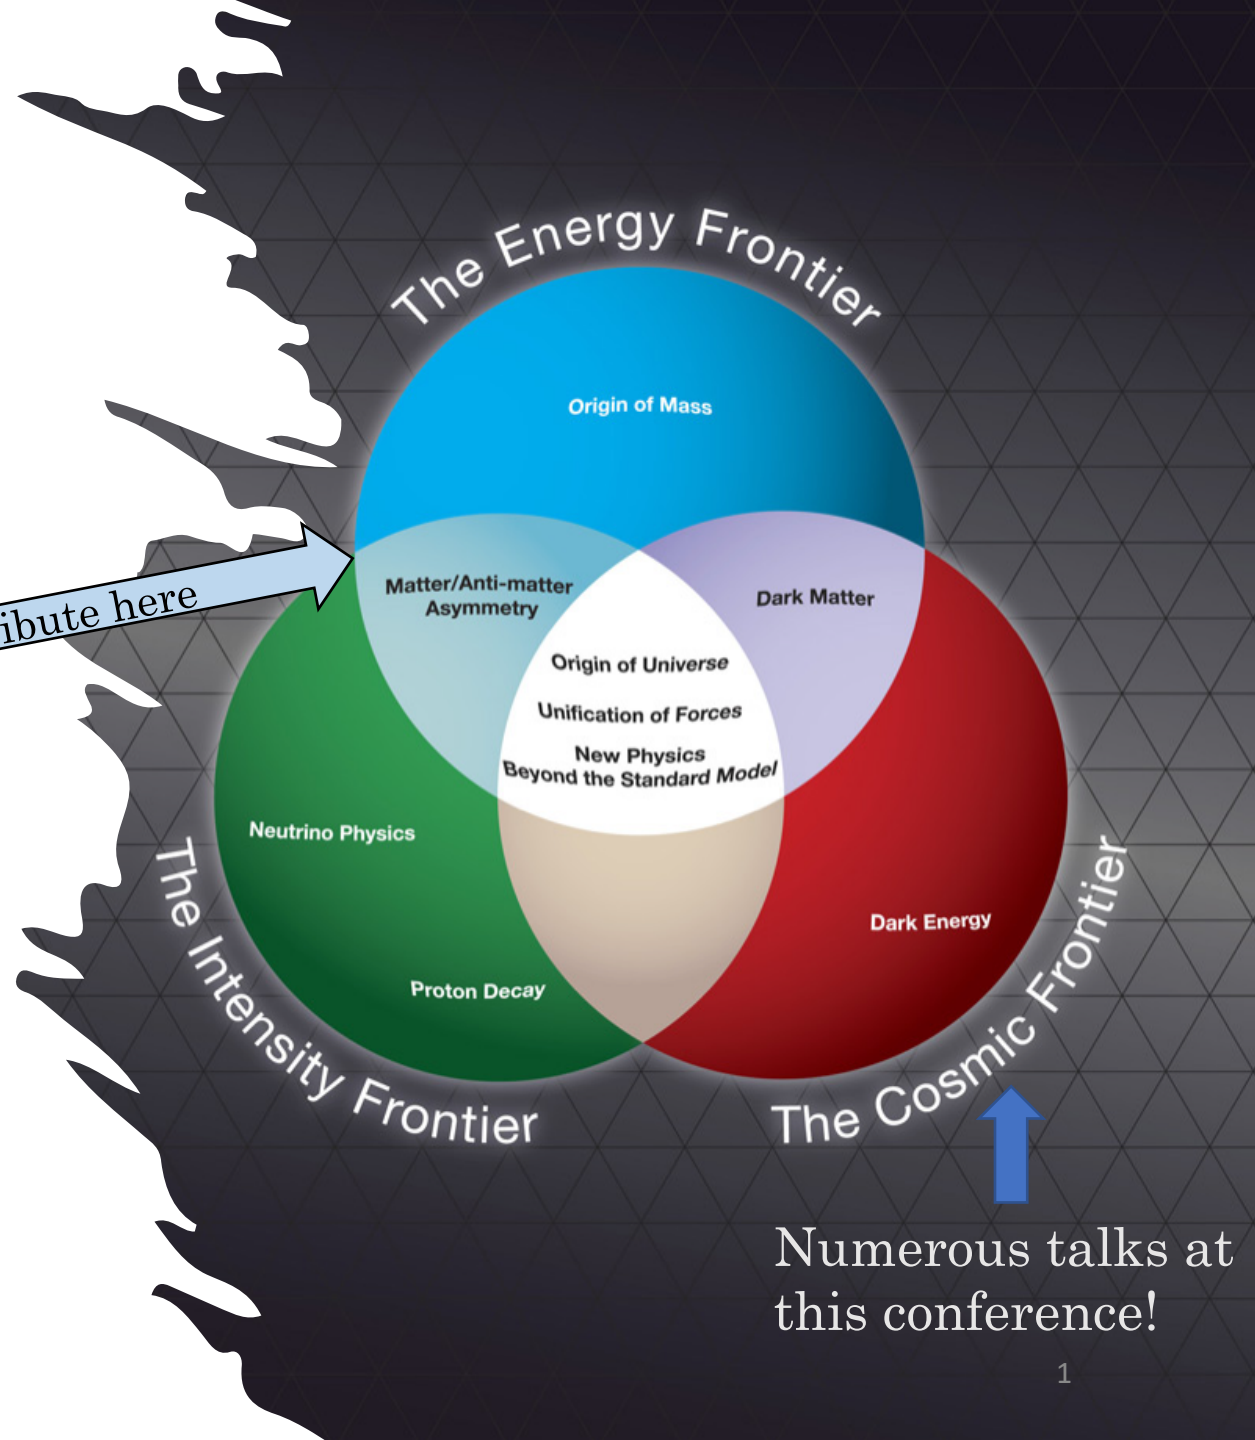 The Energy Frontier
Origin of Mass
Matter/Anti-matter
Asymmetry
Dark Matter
ibute here
Origin of Universe
Unification of Forces
New Physics
Beyond the Standard Model
Neutrino Physics
Dark Energy
Proton Decay
The Intensity Frontier
The Cosmic Frontier
Numerous talks at
this conference!
1